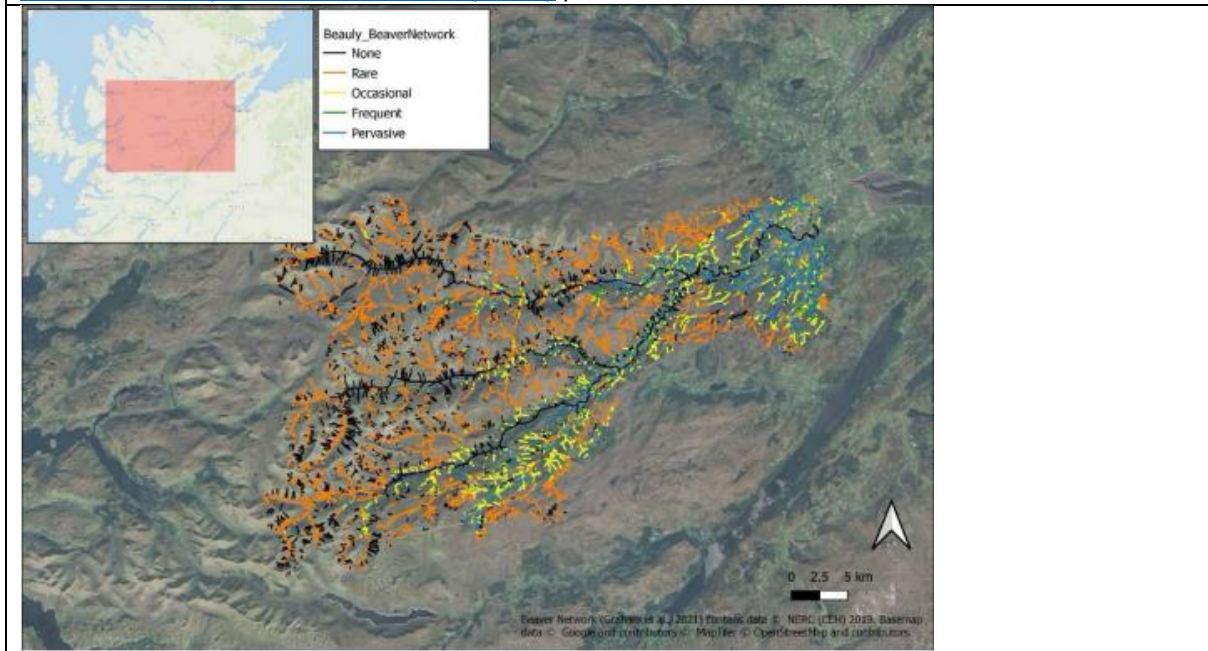 Beauly_BeaverNetwork
None
Rare
Occasional
Frequent
Pervasive
0 2.5 5 km
Beaver Network (Graham et al., 2021) contains data © NERC (CEH) 2019. Basemap
data © Google and contributors © MapTiler © OpenStreetMap and contributors.